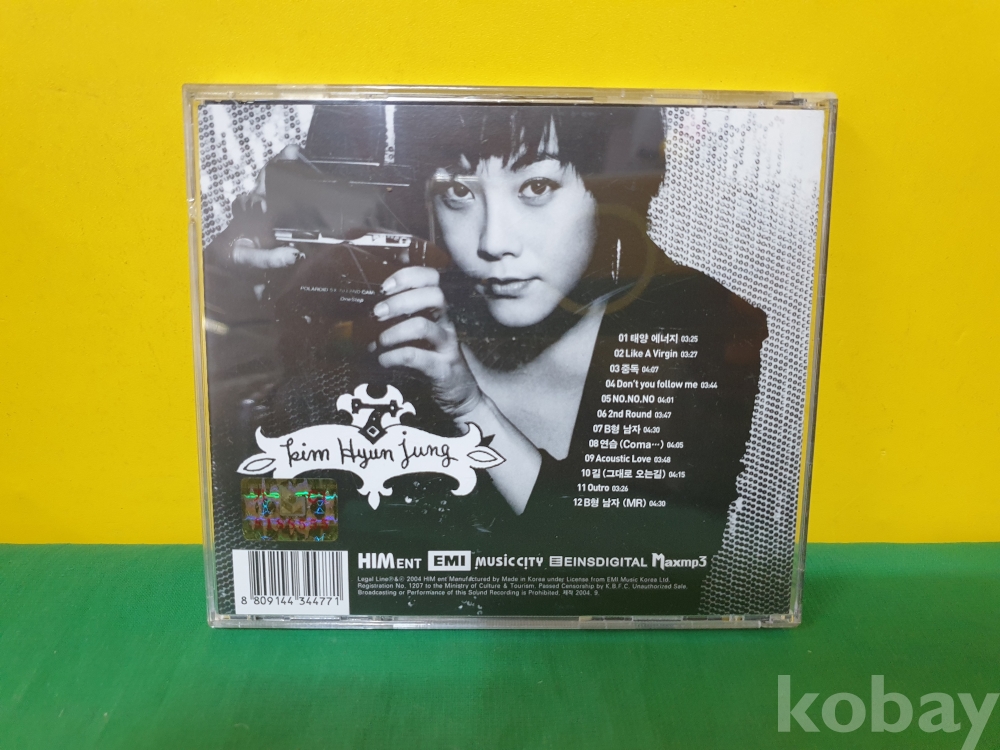 POLAROID
OneStep
01 태양 에너지 03:25
02 Like A Virgin 03:27
03 중독 04:07
04 Don't you follow me 03:44
05 NO.NO.NO 04:01
06 2nd Round 03:47
07 B형 남자 04:30
08 연습 (Coma…) 04:05
09 Acoustic Love 03:48
10 길 (그대로 오는길) 04:15
11 Outro 03:26
12 B형 남자 (MR) 04:30
kim Hyun jung
HIM ENT EMI MUSICCITY EINSDIGITAL Maxmp3
Legal Line℗&© 2004 HIM ent Manufactured by Made in Korea under License from EMI Music Korea Ltd.
Registration No. 1207 to the Ministry of Culture & Tourism. Passed Censorship by K.B.F.C. Unauthorized Sale.
Broadcasting or Performance of this Sound Recording is Prohibited. 제작 2004. 8.
8 809144 344771
kobay